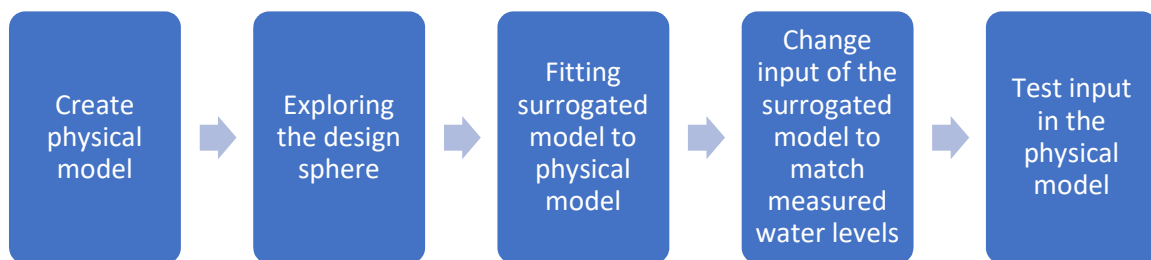 Create
physical
model
Exploring
the design
sphere
Fitting
surrogated
model to
physical
model
Change
input of the
surrogated
model to
match
measured
water levels
Test input
in the
physical
model